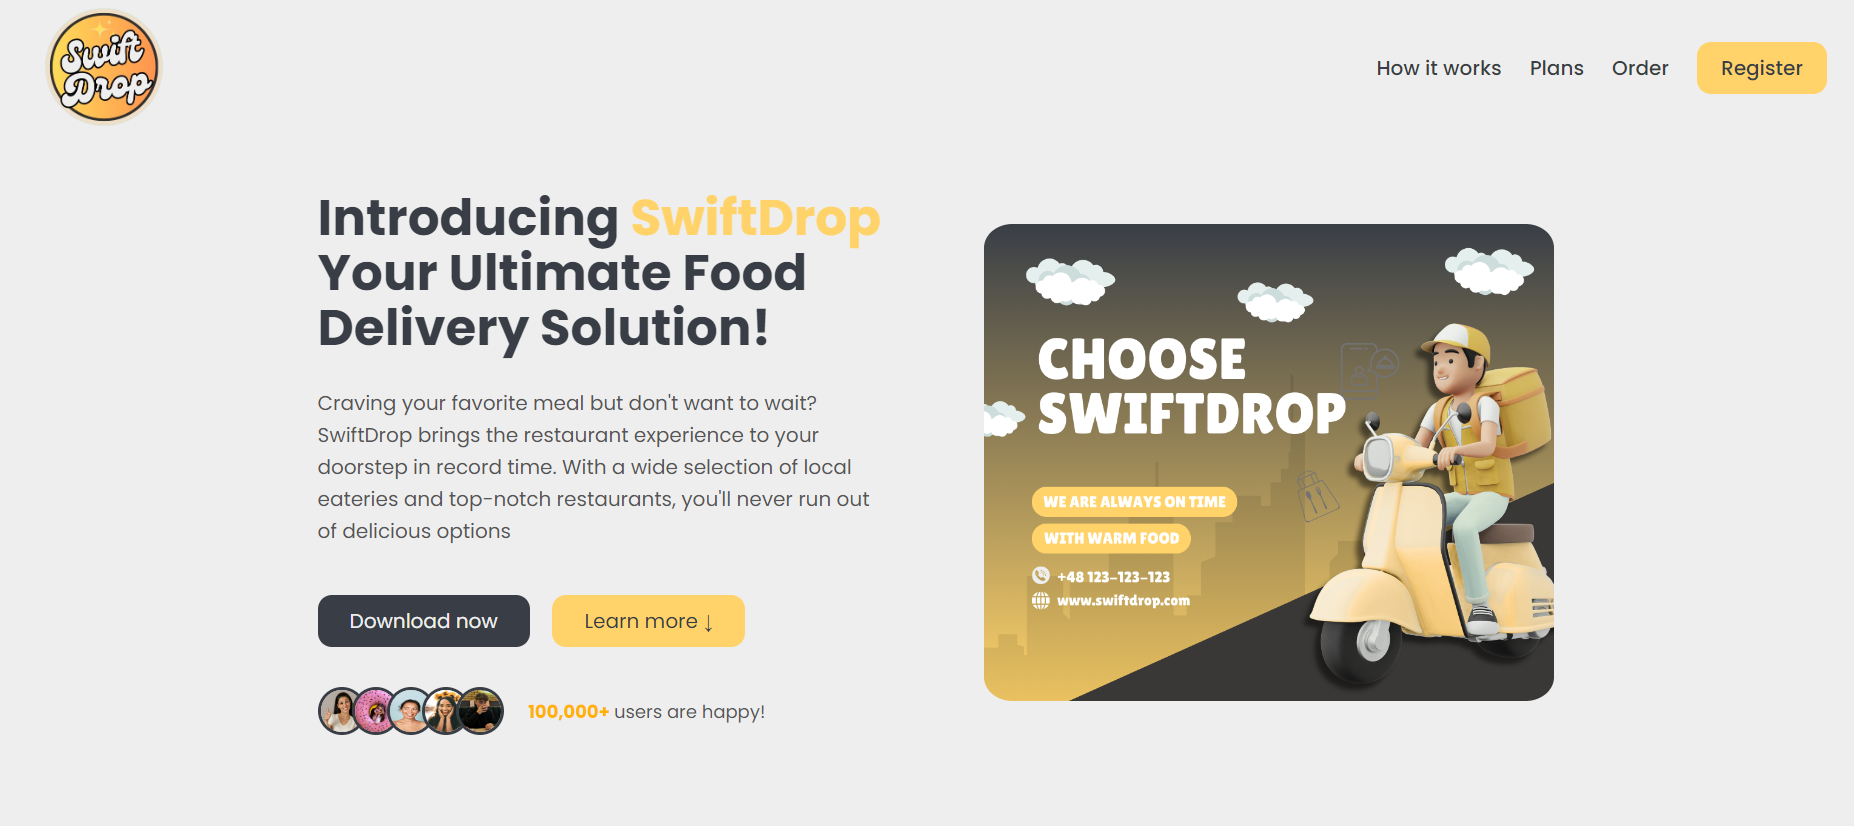 Swift
Drop
How it works Plans Order Register
Introducing SwiftDrop
Your Ultimate Food
Delivery Solution!
Craving your favorite meal but don't want to wait?
SwiftDrop brings the restaurant experience to your
doorstep in record time. With a wide selection of local
eateries and top-notch restaurants, you'll never run out
of delicious options
Download now Learn more ↓
100,000+ users are happy!
CHOOSE
SWIFTDROP
WE ARE ALWAYS ON TIME
WITH WARM FOOD
+48 123-123-123
www.swiftdrop.com